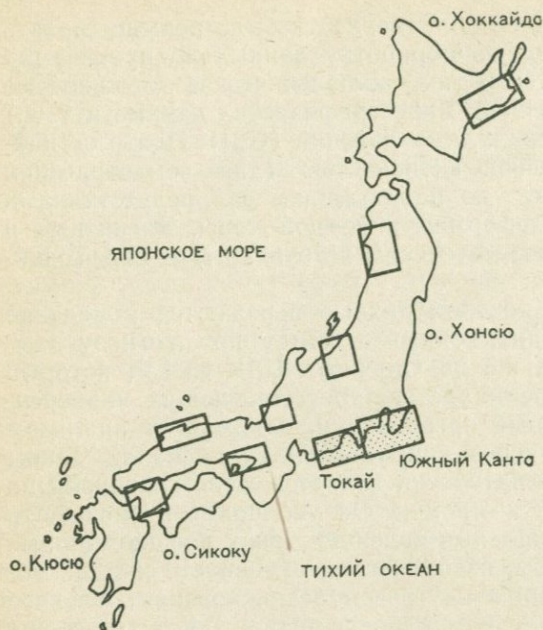 о. Хоккайдо
ЯПОНСКОЕ МОРЕ
о. Хонсю
Южный Канто
Токай
о. Сикоку
о. Кюсю
ТИХИЙ ОКЕАН